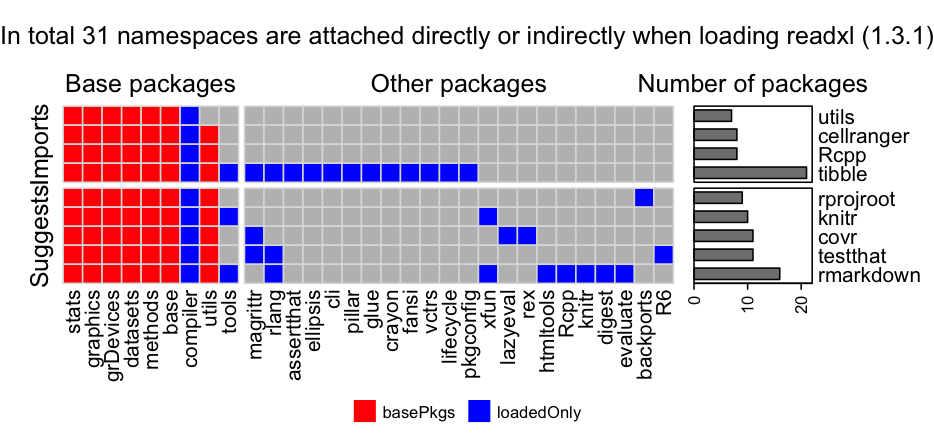 In total 31 namespaces are attached directly or indirectly when loading readxl (1.3.1)
Base packages
Other packages
Number of packages
Imports
Suggests
utils
cellranger
Rcpp
tibble
rprojroot
knitr
covr
testthat
rmarkdown
0
10
20
stats
graphics
grDevices
datasets
methods
base
compiler
utils
tools
magrittr
rlang
assertthat
ellipsis
cli
pillar
glue
crayon
fansi
vctrs
lifecycle
pkgconfig
xfun
lazyeval
rex
htmltools
Rcpp
knitr
digest
evaluate
backports
R6
basePkgs
loadedOnly